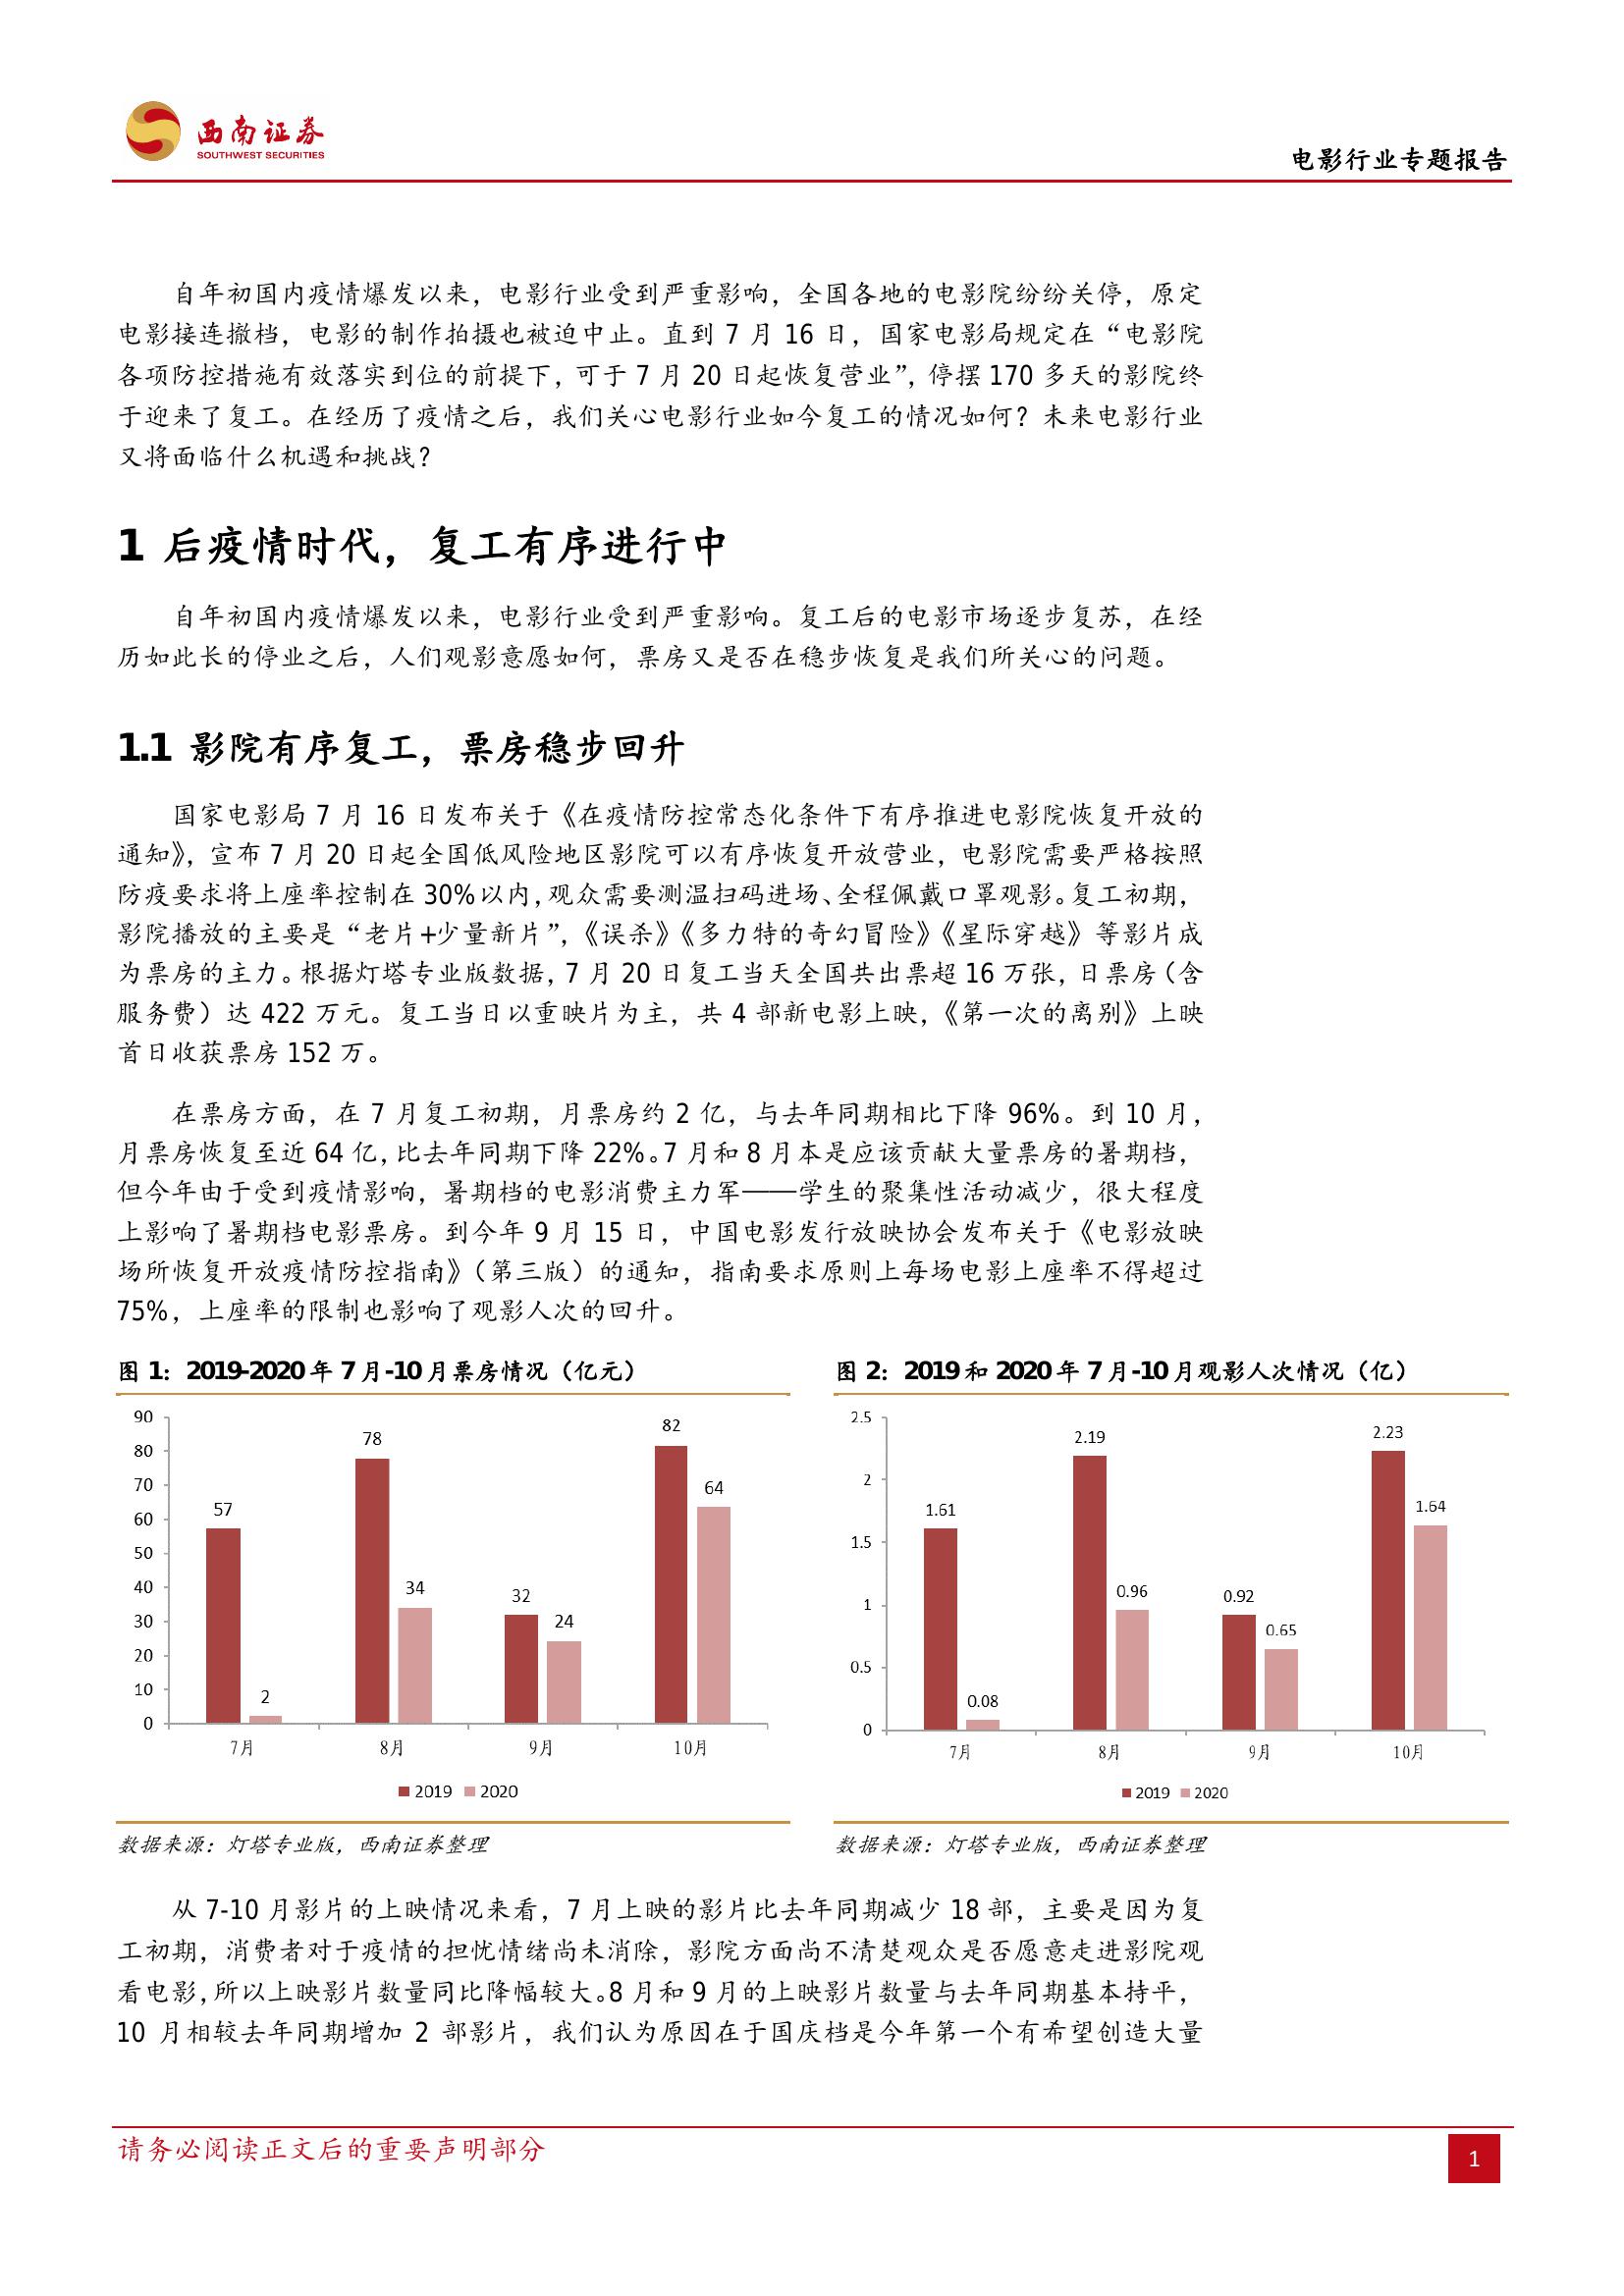 西南证券
SOUTHWEST SECURITIES
电影行业专题报告
自年初国内疫情爆发以来，电影行业受到严重影响，全国各地的电影院纷纷关停，原定
电影接连撤档，电影的制作拍摄也被迫中止。直到 7 月 16 日，国家电影局规定在“电影院
各项防控措施有效落实到位的前提下，可于 7 月 20 日起恢复营业”，停摆 170 多天的影院终
于迎来了复工。在经历了疫情之后，我们关心电影行业如今复工的情况如何？未来电影行业
又将面临什么机遇和挑战？
1 后疫情时代，复工有序进行中
自年初国内疫情爆发以来，电影行业受到严重影响。复工后的电影市场逐步复苏，在经
历如此长的停业之后，人们观影意愿如何，票房又是否在稳步恢复是我们所关心的问题。
1.1 影院有序复工，票房稳步回升
国家电影局 7 月 16 日发布关于《在疫情防控常态化条件下有序推进电影院恢复开放的
通知》，宣布 7 月 20 日起全国低风险地区影院可以有序恢复开放营业，电影院需要严格按照
防疫要求将上座率控制在 30%以内，观众需要测温扫码进场、全程佩戴口罩观影。复工初期，
影院播放的主要是“老片+少量新片”，《误杀》《多力特的奇幻冒险》《星际穿越》等影片成
为票房的主力。根据灯塔专业版数据，7 月 20 日复工当天全国共出票超 16 万张，日票房（含
服务费）达 422 万元。复工当日以重映片为主，共 4 部新电影上映，《第一次的离别》上映
首日收获票房 152 万。
在票房方面，在 7 月复工初期，月票房约 2 亿，与去年同期相比下降 96%。到 10 月，
月票房恢复至近 64 亿，比去年同期下降 22%。7 月和 8 月本是应该贡献大量票房的暑期档，
但今年由于受到疫情影响，暑期档的电影消费主力军——学生的聚集性活动减少，很大程度
上影响了暑期档电影票房。到今年 9 月 15 日，中国电影发行放映协会发布关于《电影放映
场所恢复开放疫情防控指南》（第三版）的通知，指南要求原则上每场电影上座率不得超过
75%，上座率的限制也影响了观影人次的回升。
图 1：2019-2020 年 7 月-10 月票房情况（亿元）
90
80
70
60
50
40
30
20
10
0
57
2
78
34
32
24
82
64
7月
8月
9月
10月
2019 2020
数据来源：灯塔专业版，西南证券整理
图 2：2019 和 2020 年 7 月-10 月观影人次情况（亿）
2.5
2
1.5
1
0.5
0
1.61
0.08
2.19
0.96
0.92
0.65
2.23
1.64
7月
8月
9月
10月
2019 2020
数据来源：灯塔专业版，西南证券整理
从 7-10 月影片的上映情况来看，7 月上映的影片比去年同期减少 18 部，主要是因为复
工初期，消费者对于疫情的担忧情绪尚未消除，影院方面尚不清楚观众是否愿意走进影院观
看电影，所以上映影片数量同比降幅较大。8 月和 9 月的上映影片数量与去年同期基本持平，
10 月相较去年同期增加 2 部影片，我们认为原因在于国庆档是今年第一个有希望创造大量
请务必阅读正文后的重要声明部分
1